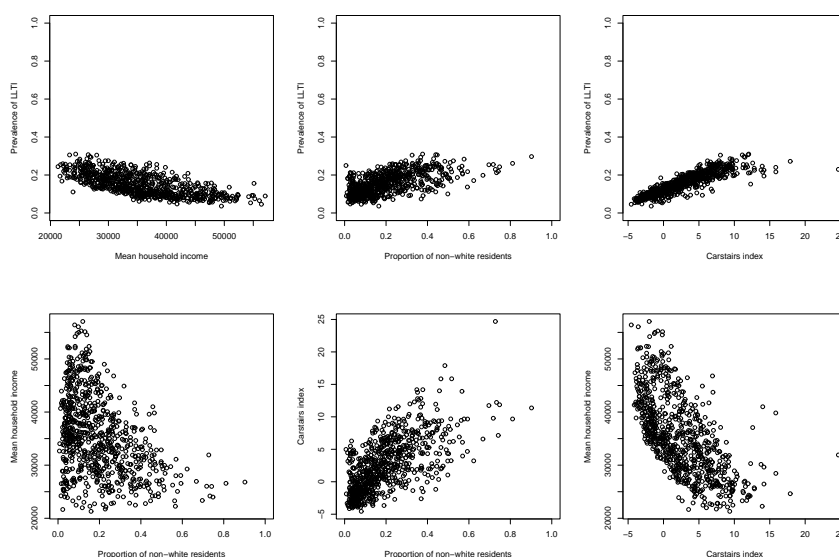 1.0
0.8
0.6
0.4
0.2
0.0
Prevalence of LLTI
20000 30000 40000 50000
Mean household income
1.0
0.8
0.6
0.4
0.2
0.0
Prevalence of LLTI
0.0 0.2 0.4 0.6 0.8 1.0
Proportion of non−white residents
1.0
0.8
0.6
0.4
0.2
0.0
Prevalence of LLTI
−5 0 5 10 15 20
Carstairs index
50000
40000
30000
20000
Mean household income
0.0 0.2 0.4 0.6 0.8 1.0
Proportion of non−white residents
25
20
15
10
5
0
−5
Carstairs index
0.0 0.2 0.4 0.6 0.8 1.0
Proportion of non−white residents
50000
40000
30000
20000
Mean household income
−5 0 5 10 15 20
Carstairs index